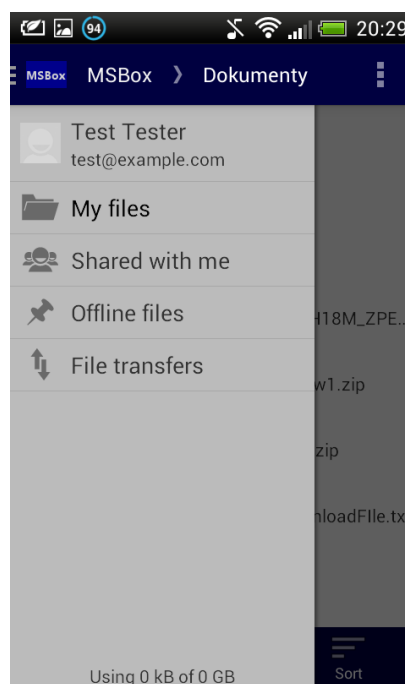 94 20:29
MSBox MSBox 〉 Dokumenty
Test Tester
test@example.com
My files
Shared with me
Offline files
H18M_ZPE..
File transfers
w1.zip
zip
nloadFIle.tx
Using 0 kB of 0 GB
Sort